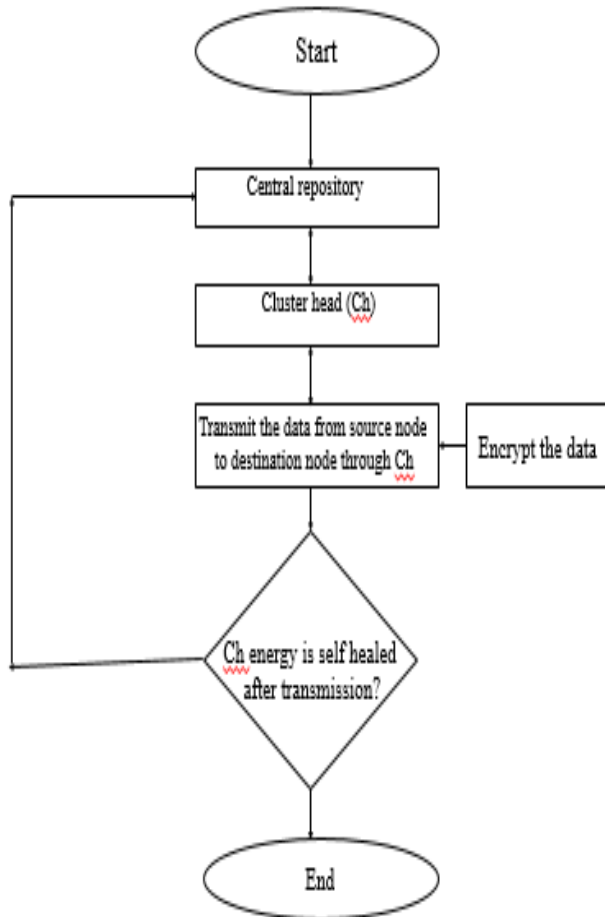 Start
Central repository
Cluster head (Ch)
Transmit the data from source node
to destination node through Ch
Encrypt the data
Ch energy is self healed
after transmission?
End